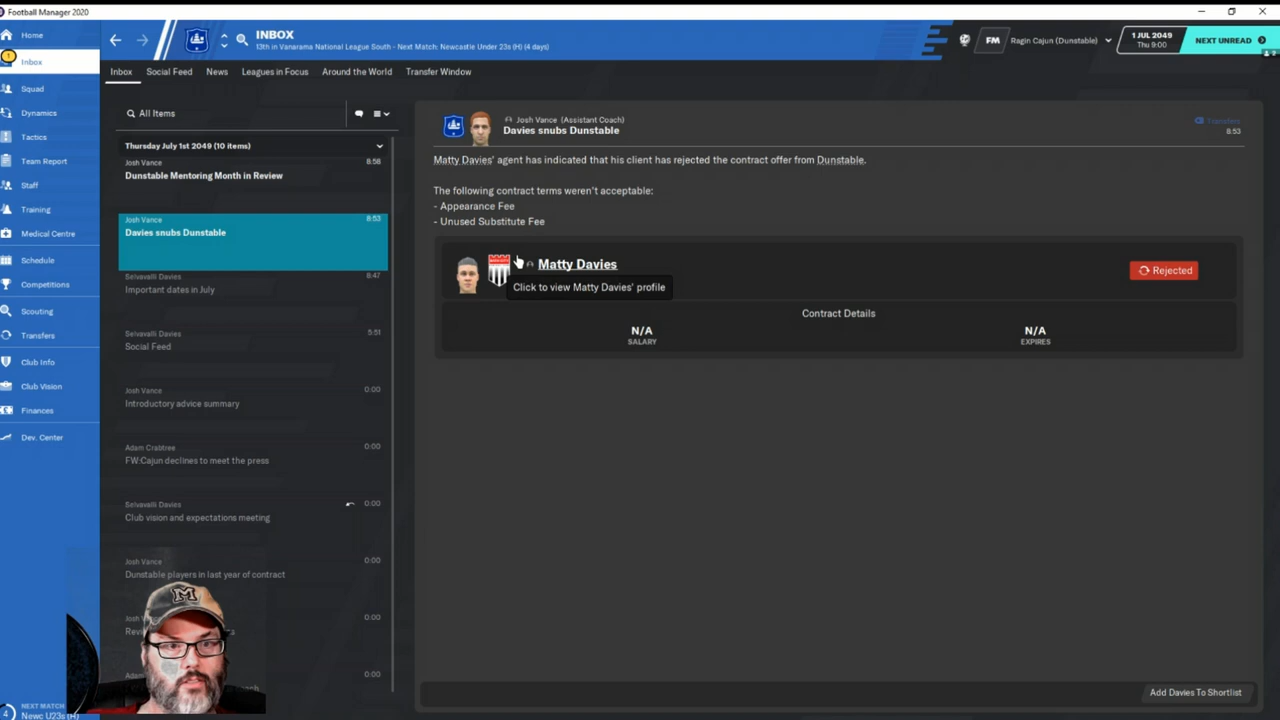 Football Manager 2020
Home
Inbox
Squad
Dynamics
Tactics
Team Report
Staff
Training
Medical Centre
Schedule
Competitions
Scouting
Transfers
Club Info
Club Vision
Finances
Dev. Center
4
NEXT MATCH
Newc U23s (H)
INBOX
13th in Vanarama National League South - Next Match: Newcastle Under 23s (H) (4 days)
FM
Ragin Cajun (Dunstable)
1 JUL 2049
Thu 9:00
NEXT UNREAD
Inbox Social Feed News Leagues in Focus Around the World Transfer Window
All Items
Thursday July 1st 2049 (10 items)
Josh Vance 8:58
Dunstable Mentoring Month in Review
Josh Vance 8:53
Davies snubs Dunstable
Selvavalli Davies 8:47
Important dates in July
Selvavalli Davies 5:51
Social Feed
Josh Vance 0:00
Introductory advice summary
Adam Crabtree 0:00
FW:Cajun declines to meet the press
Selvavalli Davies 0:00
Club vision and expectations meeting
Josh Vance 0:00
Dunstable players in last year of contract
0:00
0:00
M
Josh Vance (Assistant Coach)
Davies snubs Dunstable
Transfers
8:53
Matty Davies' agent has indicated that his client has rejected the contract offer from Dunstable.
The following contract terms weren't acceptable:
- Appearance Fee
- Unused Substitute Fee
Matty Davies
Rejected
Click to view Matty Davies' profile
Contract Details
N/A
SALARY
N/A
EXPIRES
Add Davies To Shortlist